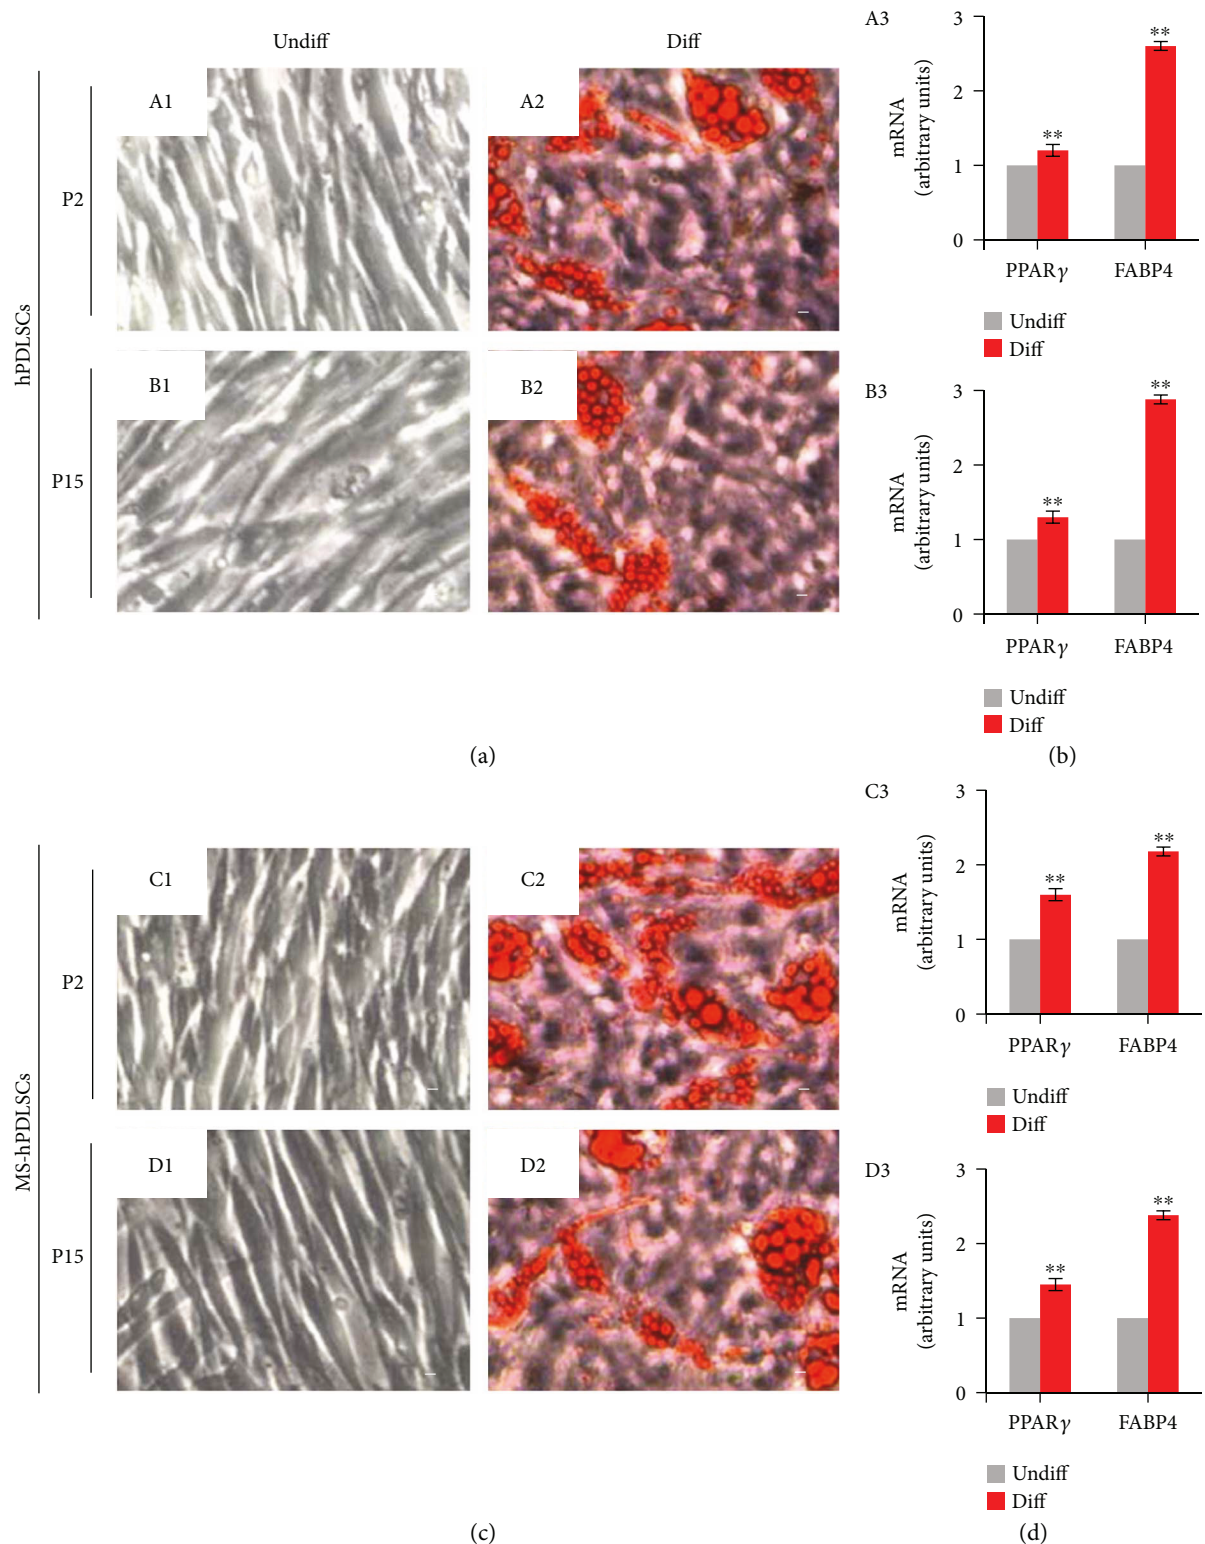 Undiff
Diff
hPDLSCs
P2
A1
A2
A3
3
2
1
0
mRNA
(arbitrary units)
**
**
PPARγ
FABP4
Undiff
Diff
P15
B1
B2
B3
3
2
1
0
mRNA
(arbitrary units)
**
**
PPARγ
FABP4
Undiff
Diff
(a)
(b)
MS-hPDLSCs
P2
C1
C2
C3
3
2
1
0
mRNA
(arbitrary units)
**
**
PPARγ
FABP4
Undiff
Diff
P15
D1
D2
D3
3
2
1
0
mRNA
(arbitrary units)
**
**
PPARγ
FABP4
Undiff
Diff
(c)
(d)